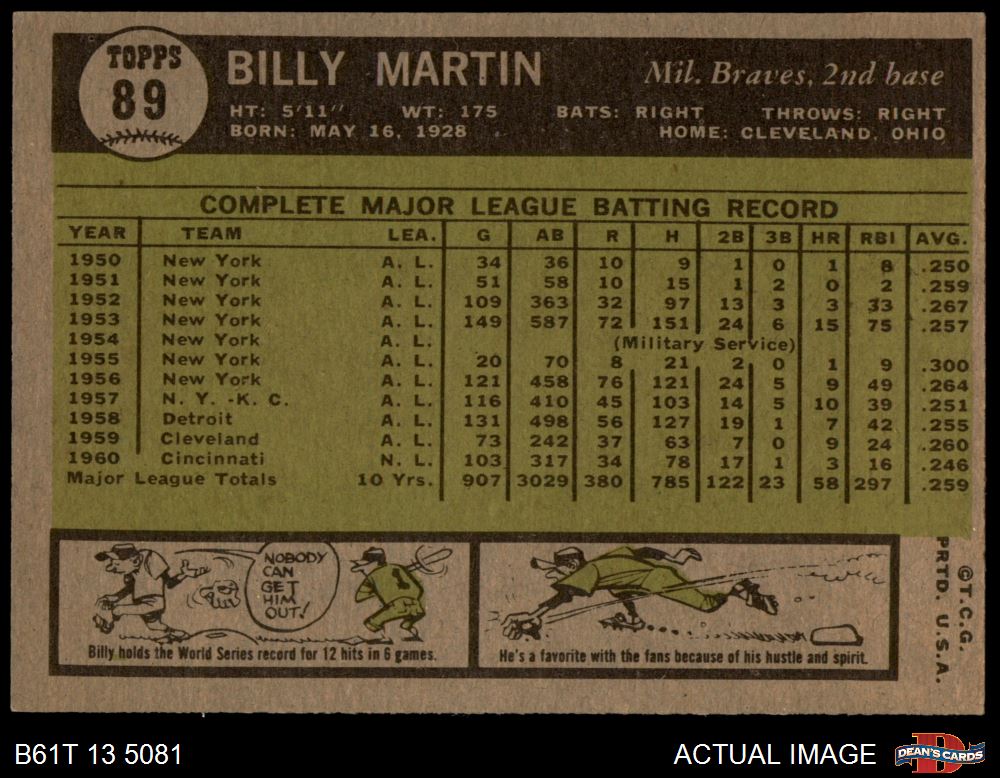 TOPPS
89
BILLY MARTIN
Mil. Braves, 2nd base
HT: 5'11" WT: 175 BATS: RIGHT THROWS: RIGHT
BORN: MAY 16, 1928 HOME: CLEVELAND, OHIO
COMPLETE MAJOR LEAGUE BATTING RECORD
YEAR TEAM LEA. G AB R H 2B 3B HR RBI AVG.
1950 New York A. L. 34 36 10 9 1 0 1 8 .250
1951 New York A. L. 51 58 10 15 1 2 0 2 .259
1952 New York A. L. 109 363 32 97 13 3 3 33 .267
1953 New York A. L. 149 587 72 151 24 6 15 75 .257
1954 New York A. L. (Military Service)
1955 New York A. L. 20 70 8 21 2 0 1 9 .300
1956 New York A. L. 121 458 76 121 24 5 9 49 .264
1957 N. Y. -K. C. A. L. 116 410 45 103 14 5 10 39 .251
1958 Detroit A. L. 131 498 56 127 19 1 7 42 .255
1959 Cleveland A. L. 73 242 37 63 7 0 9 24 .260
1960 Cincinnati N. L. 103 317 34 78 17 1 3 16 .246
Major League Totals 10 Yrs. 907 3029 380 785 122 23 58 297 .259
NOBODY
CAN
GET
HIM
OUT!
1
Billy holds the World Series record for 12 hits in 6 games.
He's a favorite with the fans because of his hustle and spirit.
©T.C.G.
PRTD. U.S.A.
B61T 13 5081
ACTUAL IMAGE
D
DEAN'S CARDS